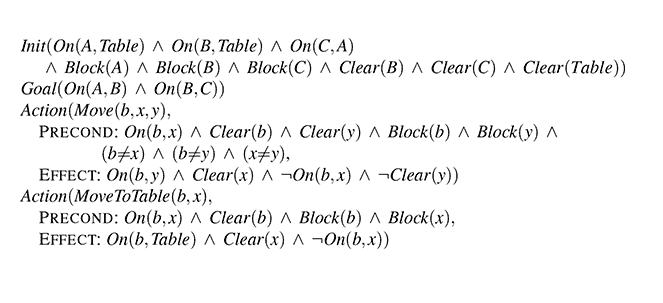 Init(On(A,Table) ∧ On(B,Table) ∧ On(C,A)
∧ Block(A) ∧ Block(B) ∧ Block(C) ∧ Clear(B) ∧ Clear(C) ∧ Clear(Table))
Goal(On(A,B) ∧ On(B,C))
Action(Move(b,x,y),
PRECOND: On(b,x) ∧ Clear(b) ∧ Clear(y) ∧ Block(b) ∧ Block(y) ∧
(b≠x) ∧ (b≠y) ∧ (x≠y),
EFFECT: On(b,y) ∧ Clear(x) ∧ ¬On(b,x) ∧ ¬Clear(y))
Action(MoveToTable(b,x),
PRECOND: On(b,x) ∧ Clear(b) ∧ Block(b) ∧ Block(x),
EFFECT: On(b,Table) ∧ Clear(x) ∧ ¬On(b,x))